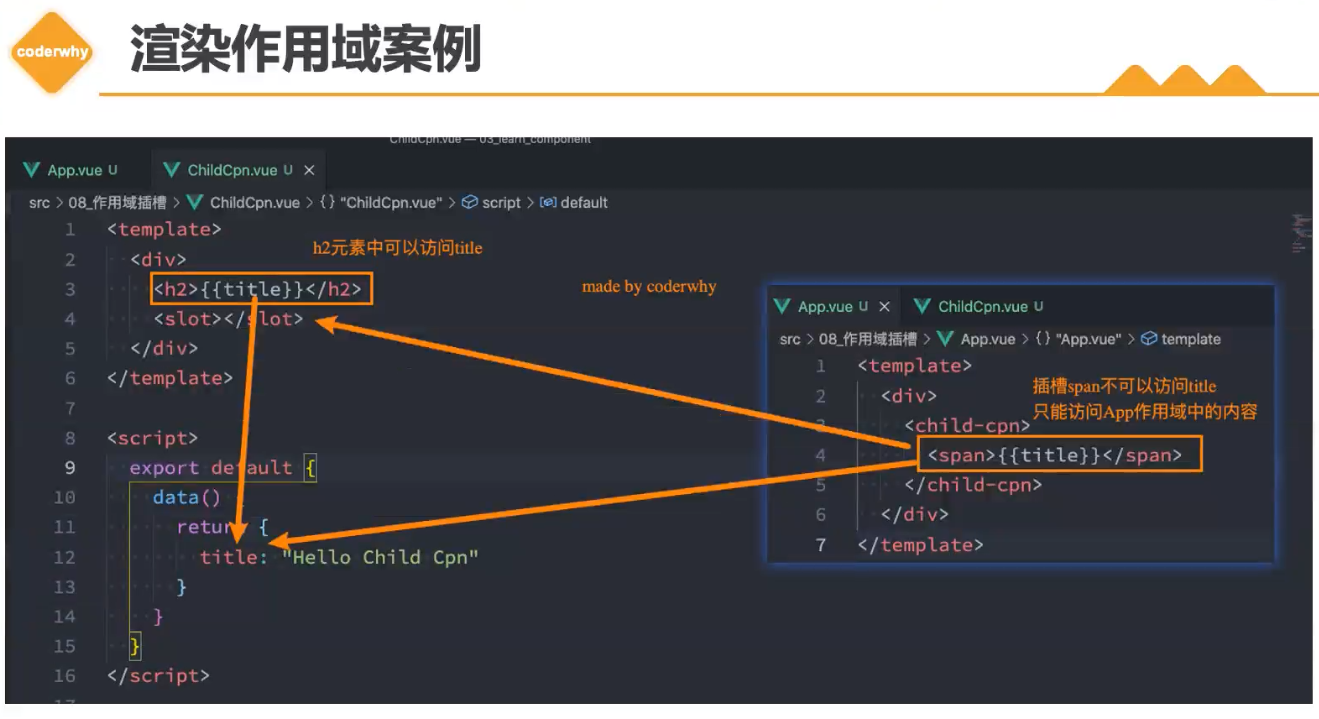 coderwhy
渲染作用域案例
ChildCpn.vue — 03_learn_component
App.vue U
ChildCpn.vue U ×
src > 08_作用域插槽 > ChildCpn.vue > {} "ChildCpn.vue" > script > default
1 <template>
h2元素中可以访问title
2 <div>
3 <h2>{{title}}</h2>
4 <slot></slot>
5 </div>
6 </template>
7
8 <script>
9 export default {
10 data()
11 return {
12 title: "Hello Child Cpn"
13 }
14 }
15 }
16 </script>
17
made by coderwhy
App.vue U ×
ChildCpn.vue U
src > 08_作用域插槽 > App.vue > {} "App.vue" > template
1 <template>
插槽span不可以访问title
2 <div>
只能访问App作用域中的内容
3 <child-cpn>
4 <span>{{title}}</span>
5 </child-cpn>
6 </div>
7 </template>